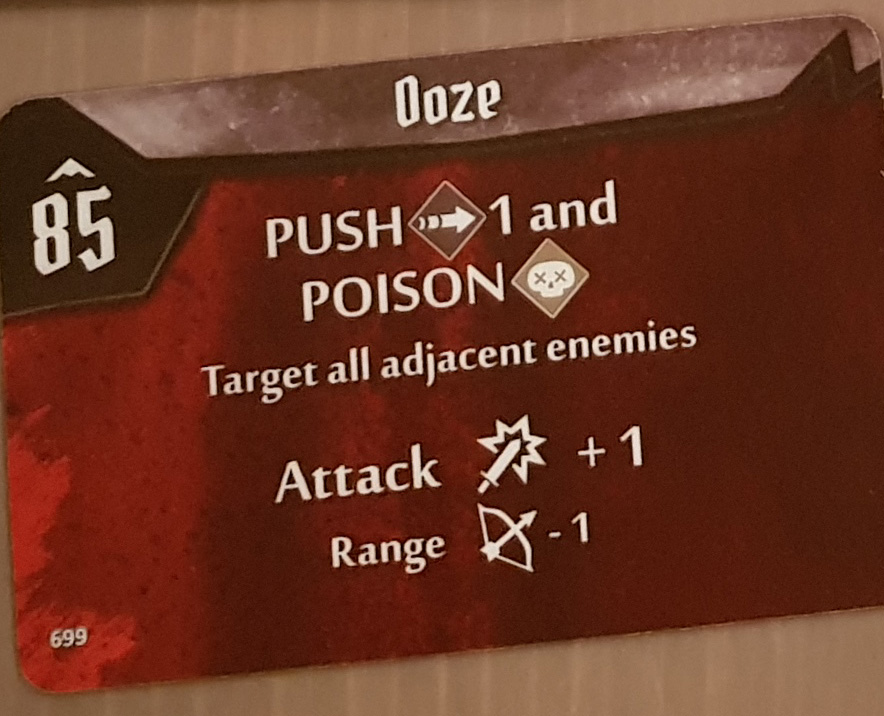 Ooze
85
PUSH 1 and
POISON
Target all adjacent enemies
Attack + 1
Range - 1
699